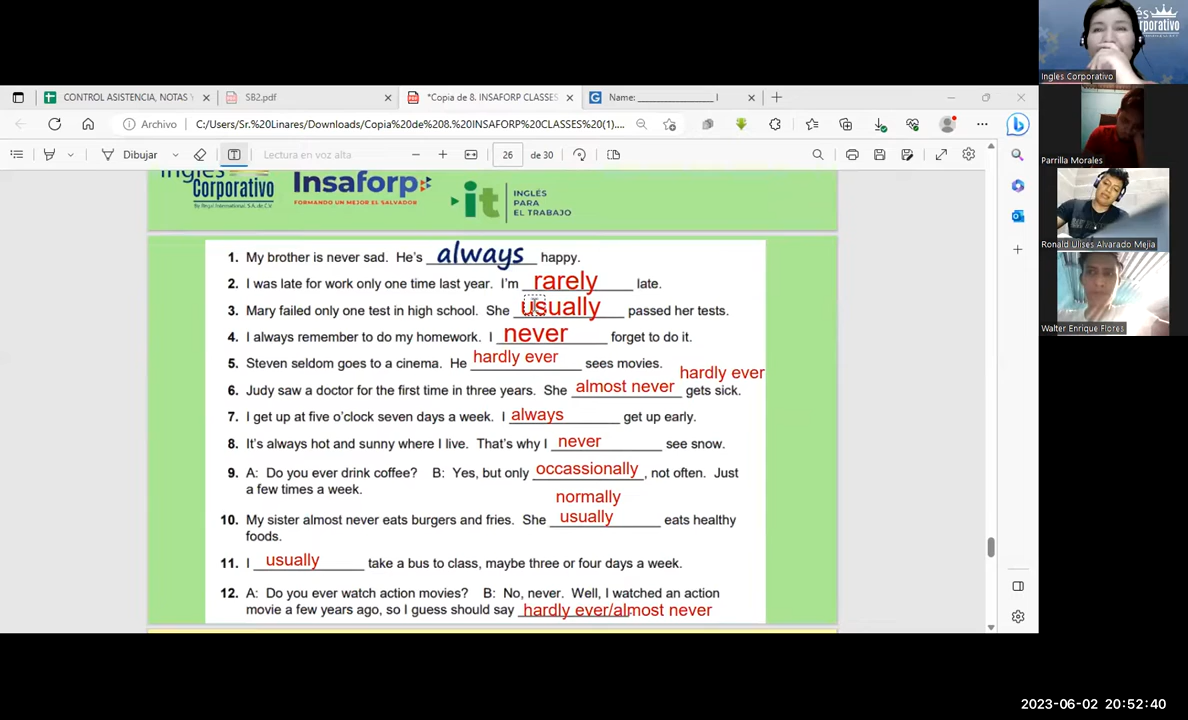 Inglés Corporativo
Ingles Corporativo
CONTROL ASISTENCIA, NOTAS
SB2.pdf
*Copia de 8. INSAFORP CLASSES
Name: ____________ I
Archivo
C:/Users/Sr.%20Linares/Downloads/Copia%20de%208.%20INSAFORP%20CLASSES%20(1)....
Parrilla Morales
Dibujar
Lectura en voz alta
26
de 30
Inglés Corporativo
Insaforp
FORMANDO UN MEJOR EL SALVADOR
it
INGLÉS
PARA
EL TRABAJO
Ronald Ulises Alvarado Mejia
Walter Enrique Flores
1. My brother is never sad. He's always happy.
2. I was late for work only one time last year. I'm rarely late.
3. Mary failed only one test in high school. She usually passed her tests.
4. I always remember to do my homework. I never forget to do it.
5. Steven seldom goes to a cinema. He hardly ever sees movies.
hardly ever
6. Judy saw a doctor for the first time in three years. She almost never gets sick.
7. I get up at five o'clock seven days a week. I always get up early.
8. It's always hot and sunny where I live. That's why I never see snow.
9. A: Do you ever drink coffee? B: Yes, but only occassionally, not often. Just
a few times a week.
normally
10. My sister almost never eats burgers and fries. She usually eats healthy
foods.
11. I usually take a bus to class, maybe three or four days a week.
12. A: Do you ever watch action movies? B: No, never. Well, I watched an action
movie a few years ago, so I guess should say hardly ever/almost never
2023-06-02 20:52:40